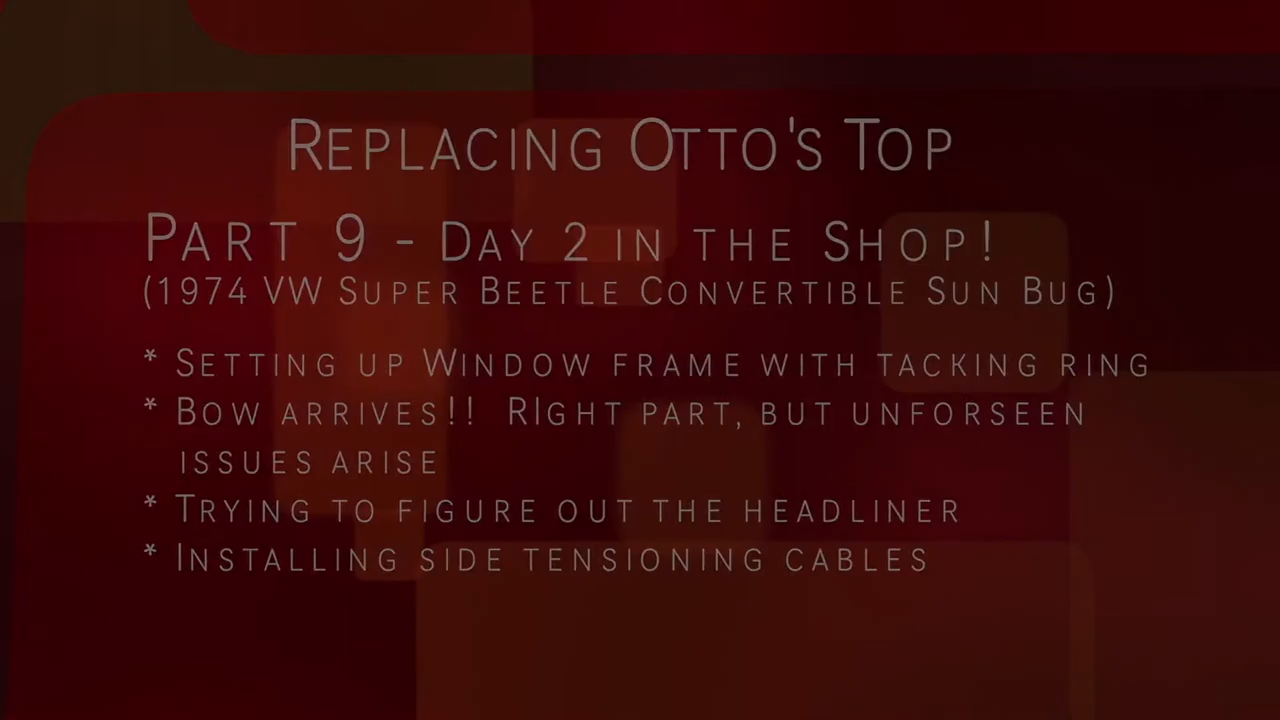 Replacing Otto's Top
Part 9 - Day 2 in the Shop!
(1974 VW Super Beetle Convertible Sun Bug)
* Setting up Window frame with tacking ring
* Bow arrives!! RIght part, but unforseen
issues arise
* Trying to figure out the headliner
* Installing side tensioning cables